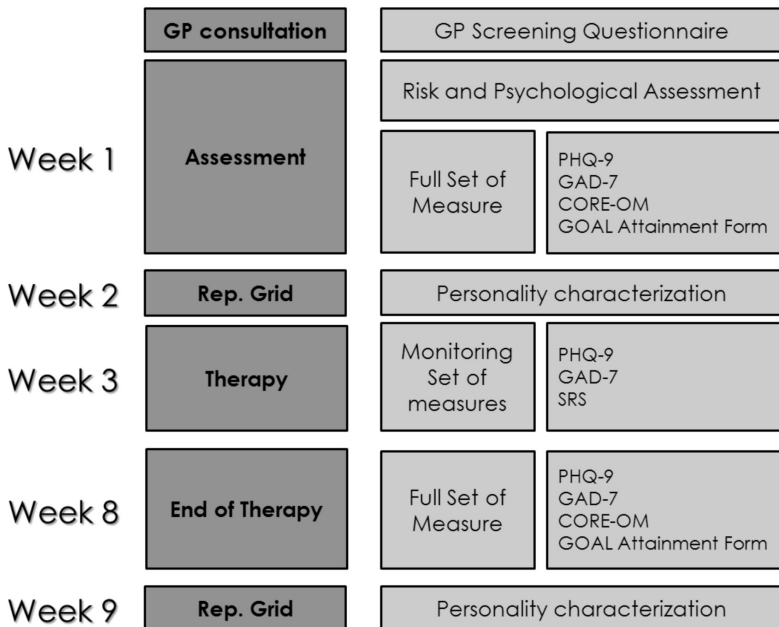 GP consultation
GP Screening Questionnaire
Week 1
Assessment
Risk and Psychological Assessment
Full Set of
Measure
PHQ-9
GAD-7
CORE-OM
GOAL Attainment Form
Week 2
Rep. Grid
Personality characterization
Week 3
Therapy
Monitoring
Set of
measures
PHQ-9
GAD-7
SRS
Week 8
End of Therapy
Full Set of
Measure
PHQ-9
GAD-7
CORE-OM
GOAL Attainment Form
Week 9
Rep. Grid
Personality characterization